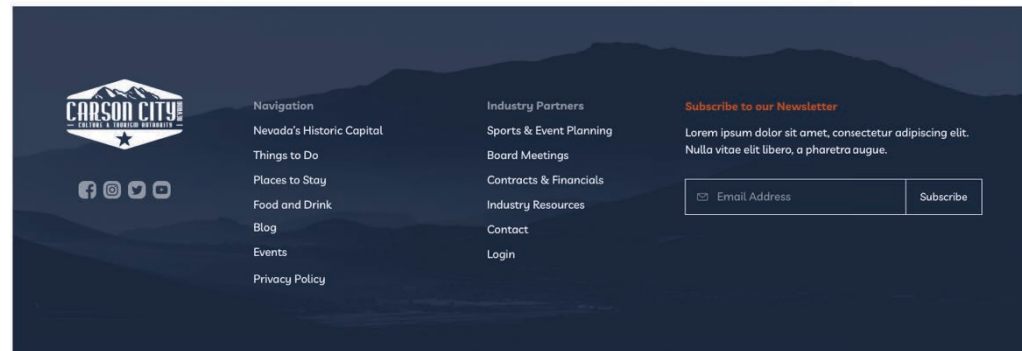 CARSON CITY
NEVADA
CULTURE & TOURISM AUTHORITY
Navigation
Nevada's Historic Capital
Things to Do
Places to Stay
Food and Drink
Blog
Events
Privacy Policy
Industry Partners
Sports & Event Planning
Board Meetings
Contracts & Financials
Industry Resources
Contact
Login
Subscribe to our Newsletter
Lorem ipsum dolor sit amet, consectetur adipiscing elit.
Nulla vitae elit libero, a pharetra augue.
Email Address
Subscribe